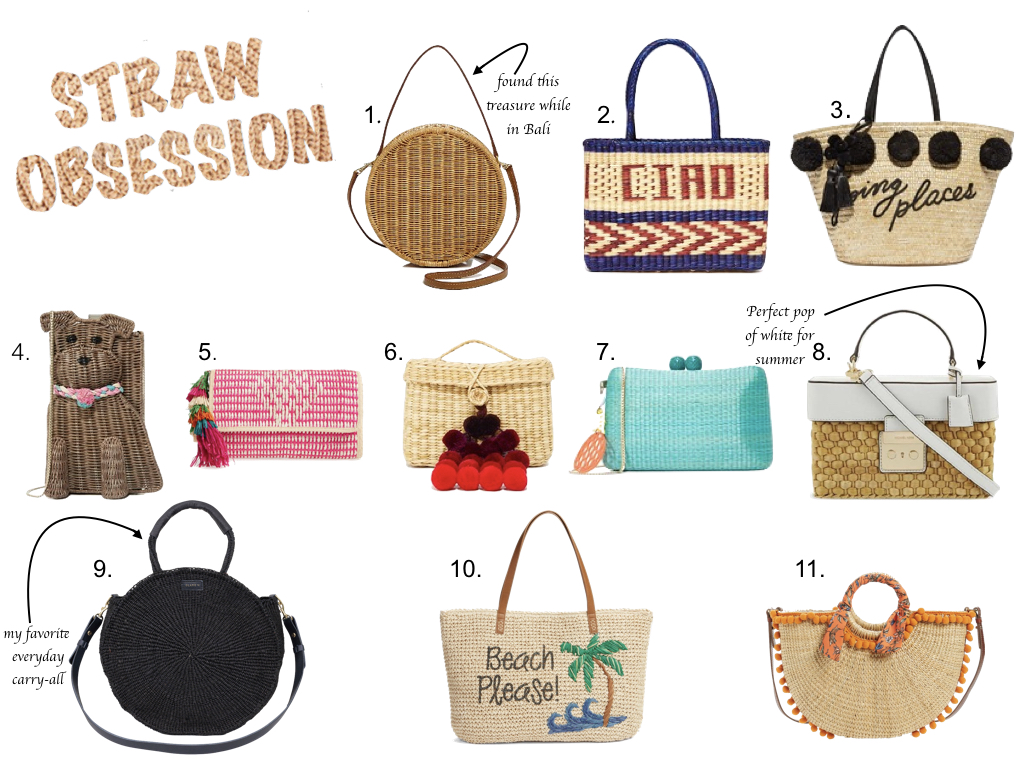 STRAW
OBSESSION
1.
found this
treasure while
in Bali
2.
CIAO
3.
going
places
4.
5.
6.
7.
Perfect pop
of white for
summer
8.
9.
my favorite
everyday
carry-all
10.
Beach
Please!
11.